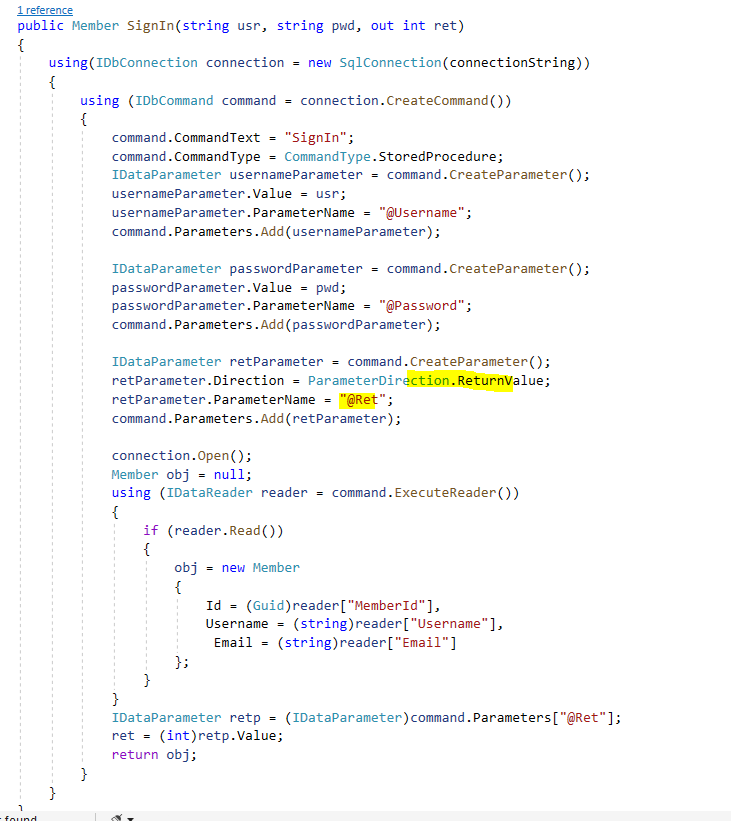 1 reference
public Member SignIn(string usr, string pwd, out int ret)
{
using(IDbConnection connection = new SqlConnection(connectionString))
{
using (IDbCommand command = connection.CreateCommand())
{
command.CommandText = "SignIn";
command.CommandType = CommandType.StoredProcedure;
IDataParameter usernameParameter = command.CreateParameter();
usernameParameter.Value = usr;
usernameParameter.ParameterName = "@Username";
command.Parameters.Add(usernameParameter);
IDataParameter passwordParameter = command.CreateParameter();
passwordParameter.Value = pwd;
passwordParameter.ParameterName = "@Password";
command.Parameters.Add(passwordParameter);
IDataParameter retParameter = command.CreateParameter();
retParameter.Direction = ParameterDirection.ReturnValue;
retParameter.ParameterName = "@Ret";
command.Parameters.Add(retParameter);
connection.Open();
Member obj = null;
using (IDataReader reader = command.ExecuteReader())
{
if (reader.Read())
{
obj = new Member
{
Id = (Guid)reader["MemberId"],
Username = (string)reader["Username"],
Email = (string)reader["Email"]
};
}
}
IDataParameter retp = (IDataParameter)command.Parameters["@Ret"];
ret = (int)retp.Value;
return obj;
}
}
}
found